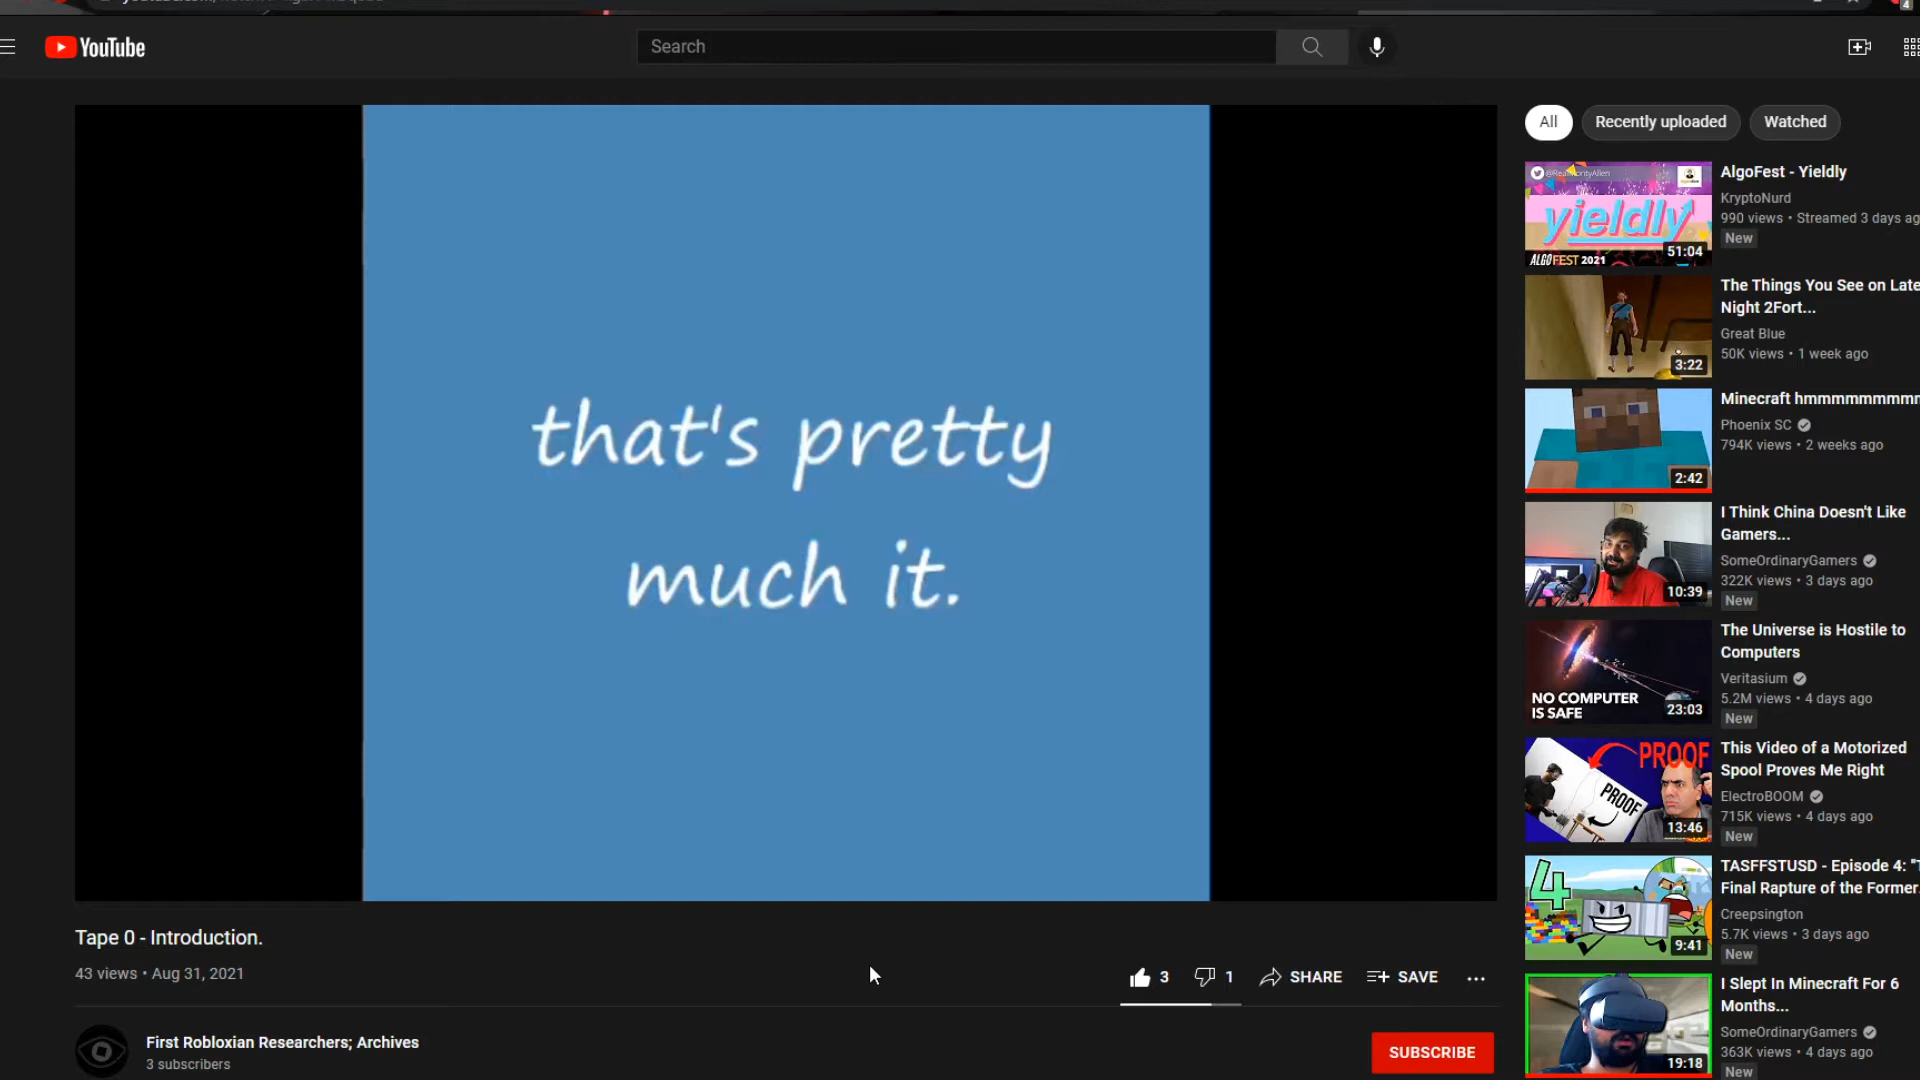 YouTube
Search
4
that's pretty
much it.
Tape 0 - Introduction.
43 views • Aug 31, 2021
3
1
SHARE
SAVE
First Robloxian Researchers; Archives
3 subscribers
SUBSCRIBE
All
Recently uploaded
Watched
yieldly
ALGOFEST 2021
51:04
AlgoFest - Yieldly
KryptoNurd
990 views • Streamed 3 days ag
New
3:22
The Things You See on Late
Night 2Fort...
Great Blue
50K views • 1 week ago
2:42
Minecraft hmmmmmmmmm
Phoenix SC
794K views • 2 weeks ago
10:39
I Think China Doesn't Like
Gamers...
SomeOrdinaryGamers
322K views • 3 days ago
New
NO COMPUTER
IS SAFE
23:03
The Universe is Hostile to
Computers
Veritasium
5.2M views • 4 days ago
New
PROOF
PROOF
13:46
This Video of a Motorized
Spool Proves Me Right
ElectroBOOM
715K views • 4 days ago
New
4
9:41
TASFFSTUSD - Episode 4: "T
Final Rapture of the Former
Creepsington
5.7K views • 3 days ago
New
19:18
I Slept In Minecraft For 6
Months...
SomeOrdinaryGamers
363K views • 4 days ago
New